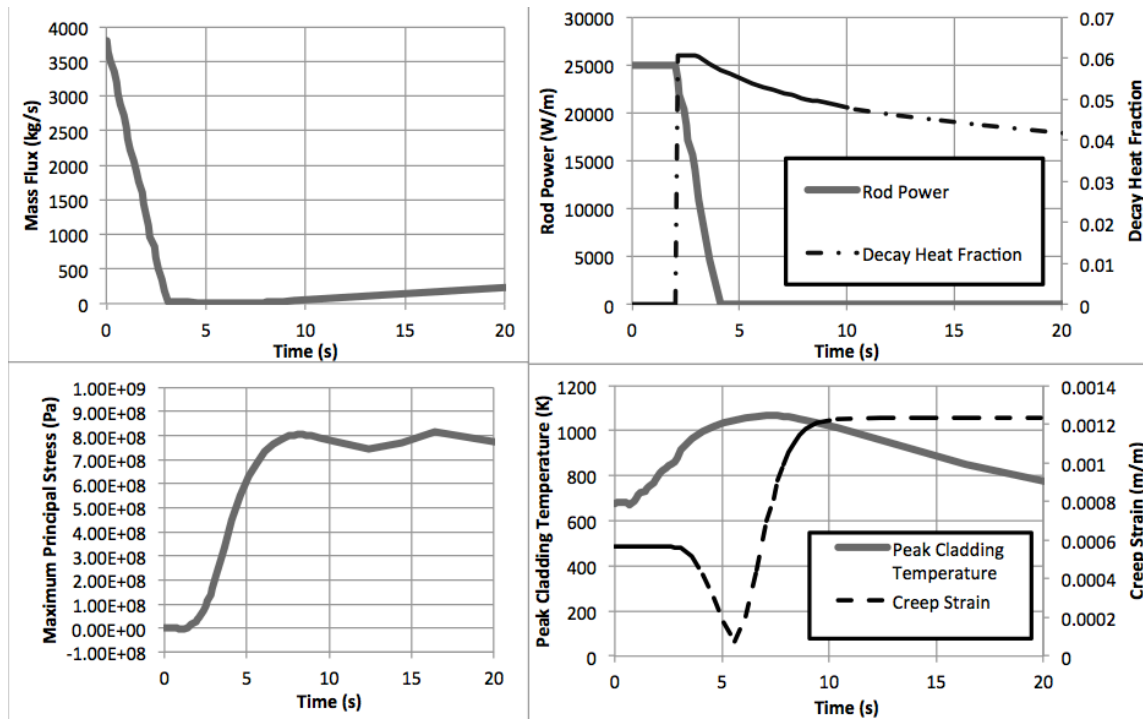 4000
3500
3000
2500
2000
1500
1000
500
0
Mass Flux (kg/s)
0 5 10 15 20
Time (s)
30000
25000
20000
15000
10000
5000
0
Rod Power (W/m)
Rod Power
Decay Heat Fraction
0.07
0.06
0.05
0.04
0.03
0.02
0.01
0
Decay Heat Fraction
0 5 10 15 20
Time (s)
1.00E+09
9.00E+08
8.00E+08
7.00E+08
6.00E+08
5.00E+08
4.00E+08
3.00E+08
2.00E+08
1.00E+08
0.00E+00
-1.00E+08
Maximum Principal Stress (Pa)
0 5 10 15 20
Time (s)
1200
1000
800
600
400
200
0
Peak Cladding Temperature (K)
Peak Cladding
Temperature
Creep Strain
0.0014
0.0012
0.001
0.0008
0.0006
0.0004
0.0002
0
Creep Strain (m/m)
0 5 10 15 20
Time (s)